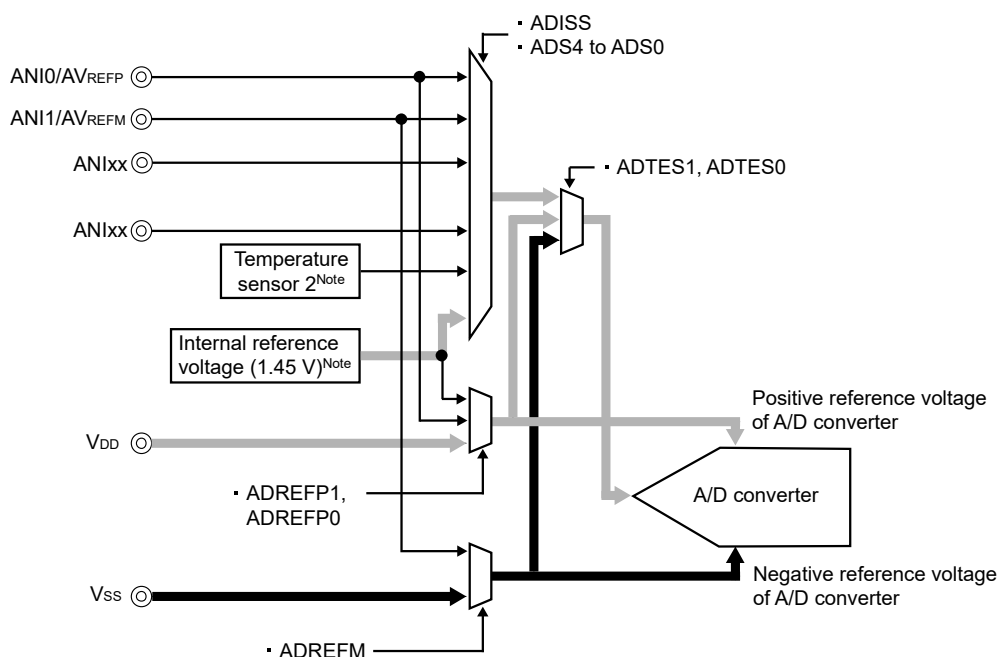 ▪ ADISS
▪ ADS4 to ADS0
ANI0/AVREFP
ANI1/AVREFM
ANIxx
▪ ADTES1, ADTES0
ANIxx
Temperature
sensor 2Note
Internal reference
voltage (1.45 V)Note
Positive reference voltage
of A/D converter
VDD
▪ ADREFP1,
ADREFP0
A/D converter
Negative reference voltage
of A/D converter
VSS
▪ ADREFM